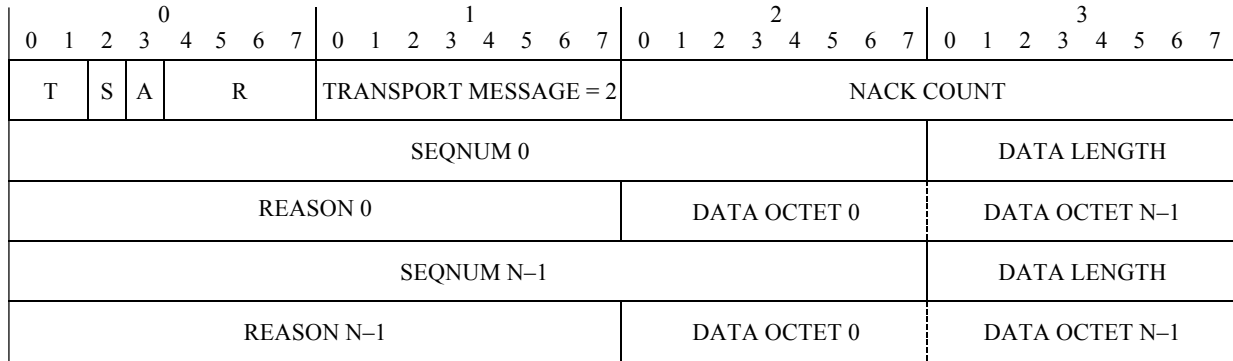 0 1 2 3
0 1 2 3 4 5 6 7 0 1 2 3 4 5 6 7 0 1 2 3 4 5 6 7 0 1 2 3 4 5 6 7
T S A R TRANSPORT MESSAGE = 2 NACK COUNT
SEQNUM 0 DATA LENGTH
REASON 0 DATA OCTET 0 DATA OCTET N–1
SEQNUM N–1 DATA LENGTH
REASON N–1 DATA OCTET 0 DATA OCTET N–1